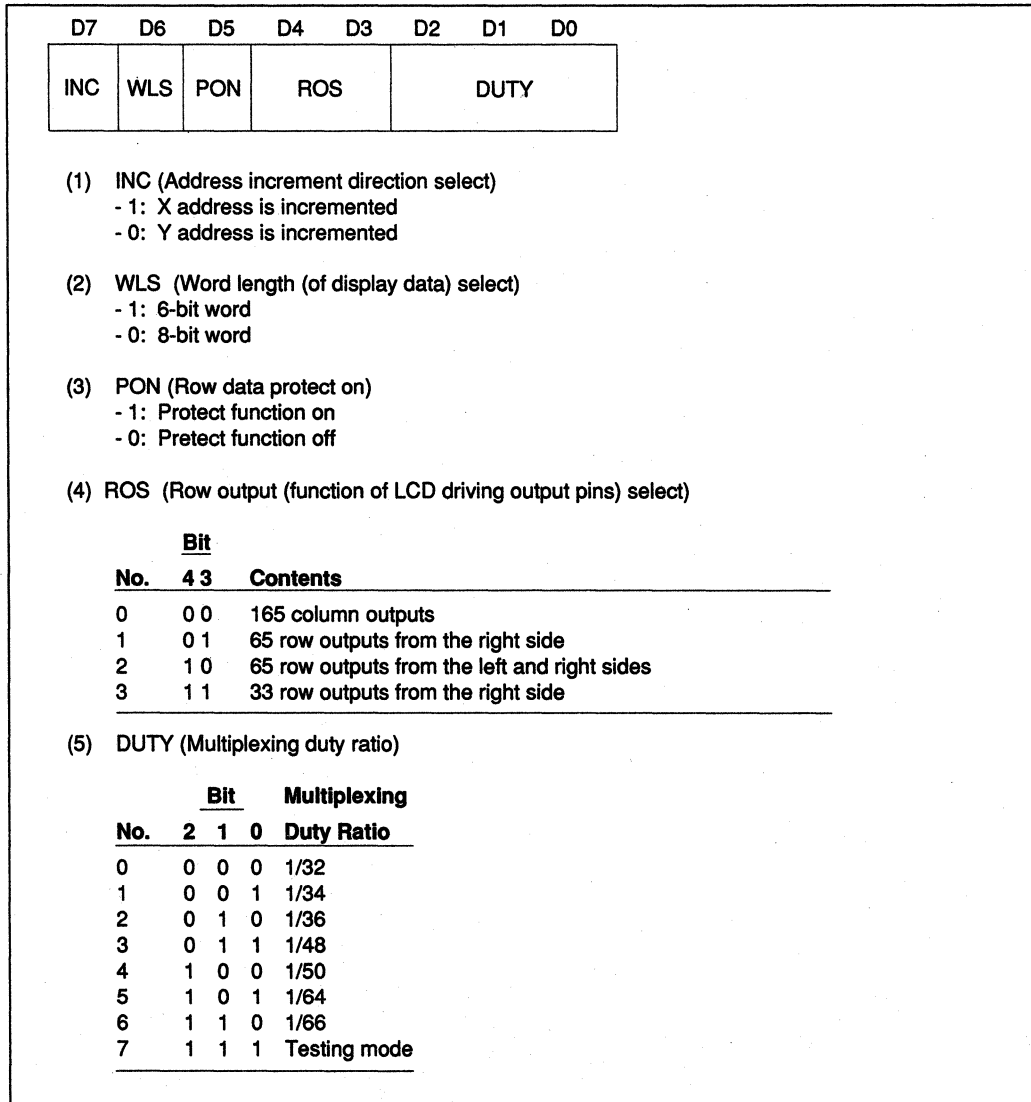 D7 D6 D5 D4 D3 D2 D1 D0
INC WLS PON ROS DUTY
(1) INC (Address increment direction select)
- 1: X address is incremented
- 0: Y address is incremented
(2) WLS (Word length (of display data) select)
- 1: 6-bit word
- 0: 8-bit word
(3) PON (Row data protect on)
- 1: Protect function on
- 0: Pretect function off
(4) ROS (Row output (function of LCD driving output pins) select)
Bit
No. 4 3 Contents
0 0 0 165 column outputs
1 0 1 65 row outputs from the right side
2 1 0 65 row outputs from the left and right sides
3 1 1 33 row outputs from the right side
(5) DUTY (Multiplexing duty ratio)
Bit Multiplexing
No. 2 1 0 Duty Ratio
0 0 0 0 1/32
1 0 0 1 1/34
2 0 1 0 1/36
3 0 1 1 1/48
4 1 0 0 1/50
5 1 0 1 1/64
6 1 1 0 1/66
7 1 1 1 Testing mode